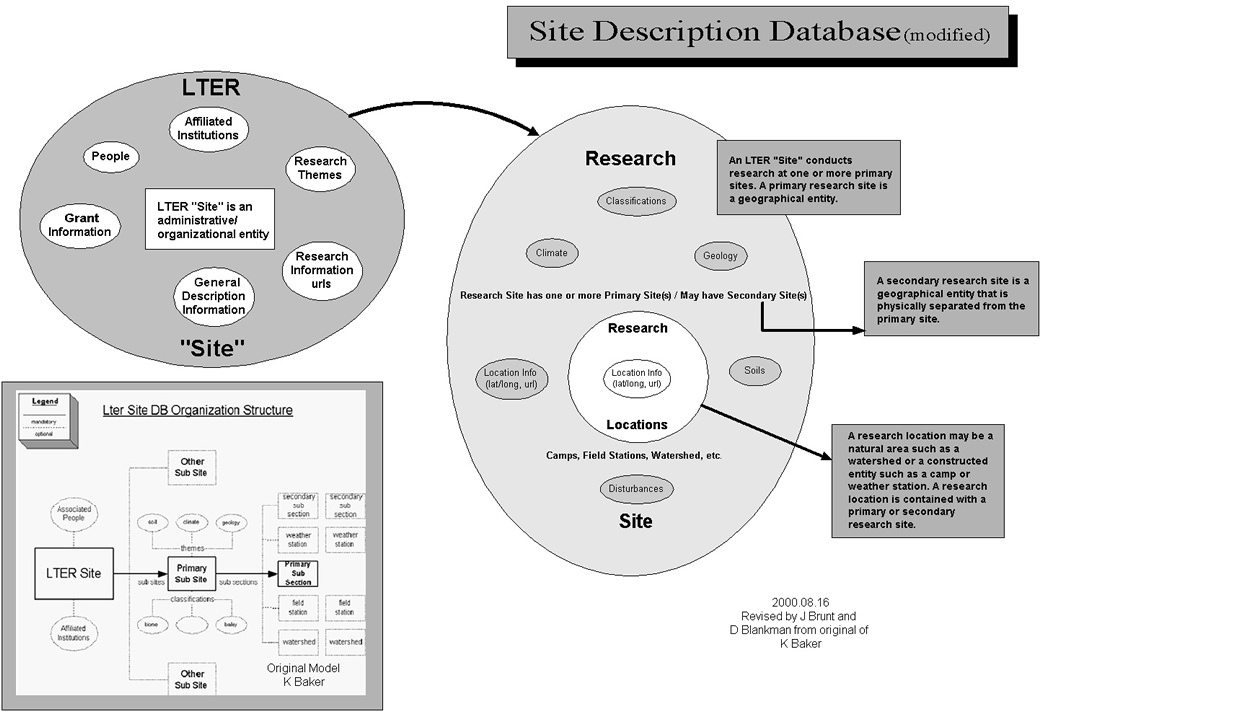 Site Description Database (modified)
LTER
Affiliated
Institutions
People
Research
Themes
LTER "Site" is an
administrative/
organizational entity
Grant
Information
Research
Information
urls
General
Description
Information
"Site"
Research
An LTER "Site" conducts
research at one or more primary
sites. A primary research site is
a geographical entity.
Classifications
Climate
Geology
Research Site has one or more Primary Site(s) / May have Secondary Site(s)
A secondary research site is a
geographical entity that is
physically separated from the
primary site.
Research
Location Info
(lat/long, url)
Location Info
(lat/long, url)
Soils
Locations
Camps, Field Stations, Watershed, etc.
A research location may be a
natural area such as a
watershed or a constructed
entity such as a camp or
weather station. A research
location is contained with a
primary or secondary
research site.
Disturbances
Site
2000.08.16
Revised by J Brunt and
D Blankman from original of
K Baker
Legend
mandatory
optional
Lter Site DB Organization Structure
Other
Sub Site
Associated
People
soil
climate
geology
themes
secondary
sub
section
secondary
sub
section
weather
station
weather
station
LTER Site
sub sites
Primary
Sub Site
sub sections
Primary
Sub
Section
classifications
biome
field
station
field
station
Affiliated
Institutions
watershed
watershed
Other
Sub Site
Original Model
K Baker